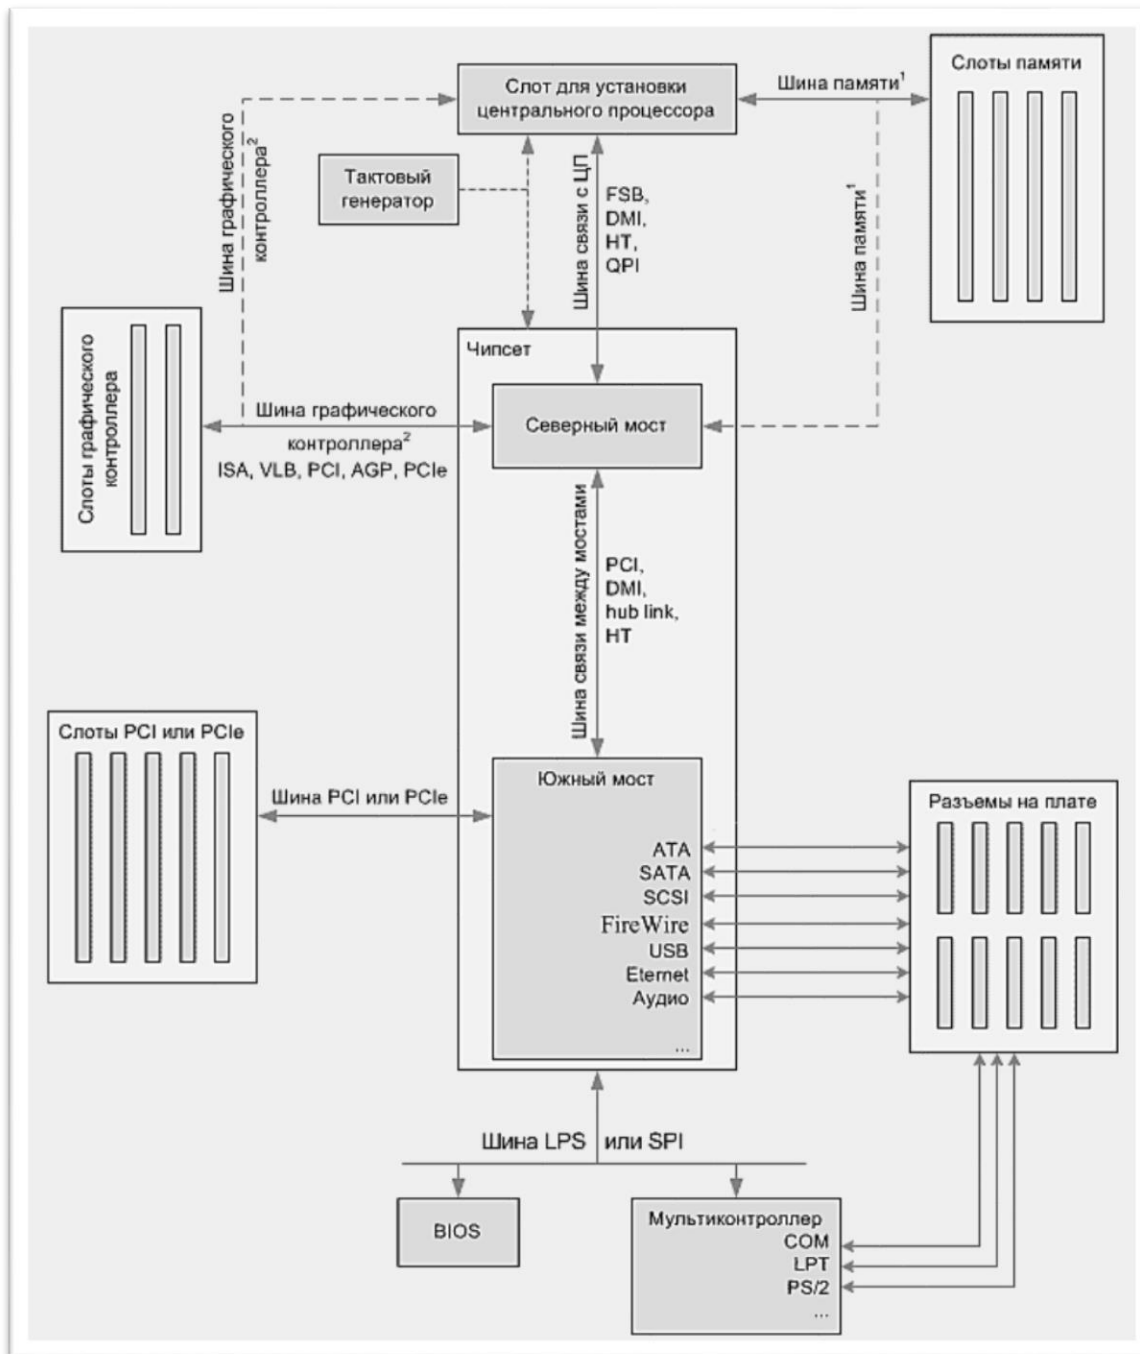 Слот для установки
центрального процессора
Шина памяти¹
Слоты памяти
Шина графического
контроллера²
Тактовый
генератор
Шина связи с ЦП
FSB,
DMI,
HT,
QPI
Шина памяти¹
Чипсет
Слоты графического
контроллера
Шина графического
контроллера²
ISA, VLB, PCI, AGP, PCIe
Северный мост
Шина связи между мостами
PCI,
DMI,
hub link,
HT
Слоты PCI или PCIe
Шина PCI или PCIe
Южный мост
ATA
SATA
SCSI
FireWire
USB
Eternet
Аудио
...
Разъемы на плате
Шина LPS или SPI
BIOS
Мультиконтроллер
COM
LPT
PS/2
...